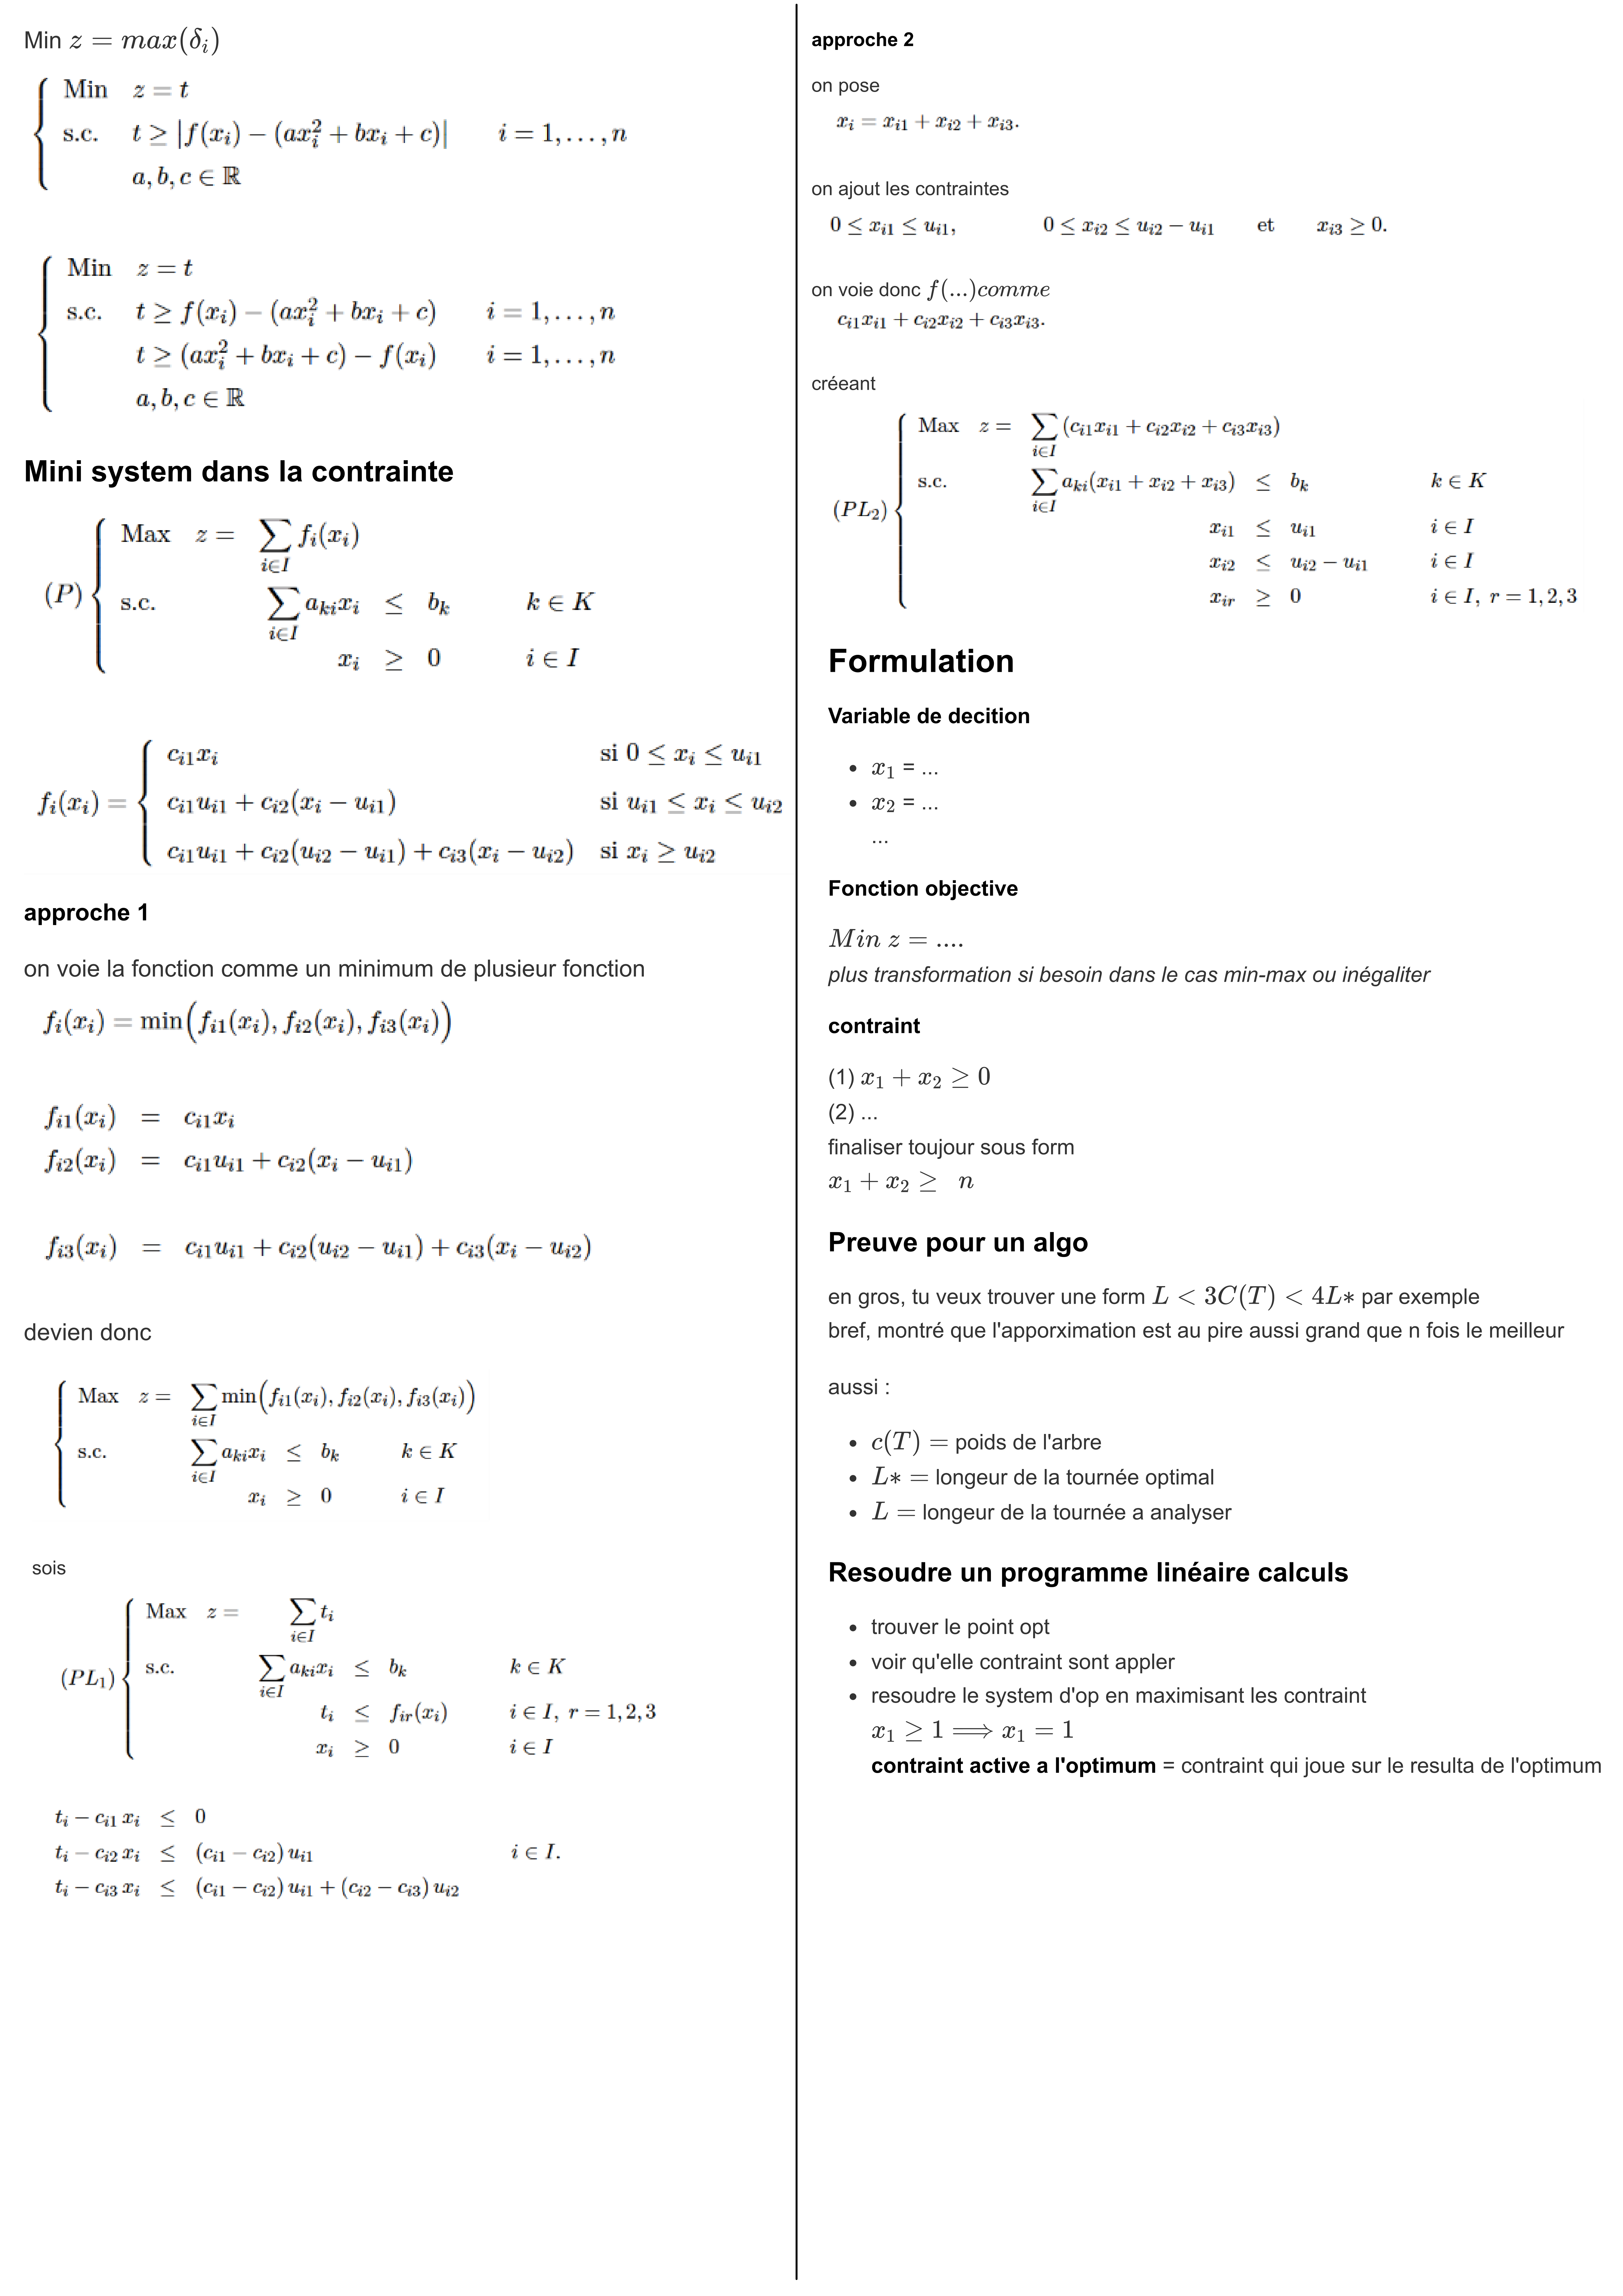 Min z = max(δ_i)
Min z = t
s.c. t ≥ |f(x_i) − (ax_i^2 + bx_i + c)| i = 1, . . . , n
a, b, c ∈ ℝ
Min z = t
s.c. t ≥ f(x_i) − (ax_i^2 + bx_i + c) i = 1, . . . , n
t ≥ (ax_i^2 + bx_i + c) − f(x_i) i = 1, . . . , n
a, b, c ∈ ℝ
Mini system dans la contrainte
(P) { Max z = ∑_{i∈I} f_i(x_i)
s.c. ∑_{i∈I} a_{ki}x_i ≤ b_k k ∈ K
x_i ≥ 0 i ∈ I
f_i(x_i) = { c_{i1}x_i si 0 ≤ x_i ≤ u_{i1}
c_{i1}u_{i1} + c_{i2}(x_i − u_{i1}) si u_{i1} ≤ x_i ≤ u_{i2}
c_{i1}u_{i1} + c_{i2}(u_{i2} − u_{i1}) + c_{i3}(x_i − u_{i2}) si x_i ≥ u_{i2}
approche 1
on voie la fonction comme un minimum de plusieur fonction
f_i(x_i) = min(f_{i1}(x_i), f_{i2}(x_i), f_{i3}(x_i))
f_{i1}(x_i) = c_{i1}x_i
f_{i2}(x_i) = c_{i1}u_{i1} + c_{i2}(x_i − u_{i1})
f_{i3}(x_i) = c_{i1}u_{i1} + c_{i2}(u_{i2} − u_{i1}) + c_{i3}(x_i − u_{i2})
devien donc
Max z = ∑_{i∈I} min(f_{i1}(x_i), f_{i2}(x_i), f_{i3}(x_i))
s.c. ∑_{i∈I} a_{ki}x_i ≤ b_k k ∈ K
x_i ≥ 0 i ∈ I
sois
(PL_1) { Max z = ∑_{i∈I} t_i
s.c. ∑_{i∈I} a_{ki}x_i ≤ b_k k ∈ K
t_i ≤ f_{ir}(x_i) i ∈ I, r = 1, 2, 3
x_i ≥ 0 i ∈ I
t_i − c_{i1} x_i ≤ 0
t_i − c_{i2} x_i ≤ (c_{i1} − c_{i2}) u_{i1} i ∈ I.
t_i − c_{i3} x_i ≤ (c_{i1} − c_{i2}) u_{i1} + (c_{i2} − c_{i3}) u_{i2}
approche 2
on pose
x_i = x_{i1} + x_{i2} + x_{i3}.
on ajout les contraintes
0 ≤ x_{i1} ≤ u_{i1}, 0 ≤ x_{i2} ≤ u_{i2} − u_{i1} et x_{i3} ≥ 0.
on voie donc f(...)comme
c_{i1}x_{i1} + c_{i2}x_{i2} + c_{i3}x_{i3}.
créeant
(PL_2) { Max z = ∑_{i∈I} (c_{i1}x_{i1} + c_{i2}x_{i2} + c_{i3}x_{i3})
s.c. ∑_{i∈I} a_{ki}(x_{i1} + x_{i2} + x_{i3}) ≤ b_k k ∈ K
x_{i1} ≤ u_{i1} i ∈ I
x_{i2} ≤ u_{i2} − u_{i1} i ∈ I
x_{ir} ≥ 0 i ∈ I, r = 1, 2, 3
Formulation
Variable de decition
• x_1 = ...
• x_2 = ...
...
Fonction objective
Min z = ....
plus transformation si besoin dans le cas min-max ou inégaliter
contraint
(1) x_1 + x_2 ≥ 0
(2) ...
finaliser toujour sous form
x_1 + x_2 ≥ n
Preuve pour un algo
en gros, tu veux trouver une form L < 3C(T) < 4L∗ par exemple
bref, montré que l'apporximation est au pire aussi grand que n fois le meilleur
aussi :
• c(T) = poids de l'arbre
• L∗ = longeur de la tournée optimal
• L = longeur de la tournée a analyser
Resoudre un programme linéaire calculs
• trouver le point opt
• voir qu'elle contraint sont appler
• resoudre le system d'op en maximisant les contraint
x_1 ≥ 1 ⟹ x_1 = 1
contraint active a l'optimum = contraint qui joue sur le resulta de l'optimum